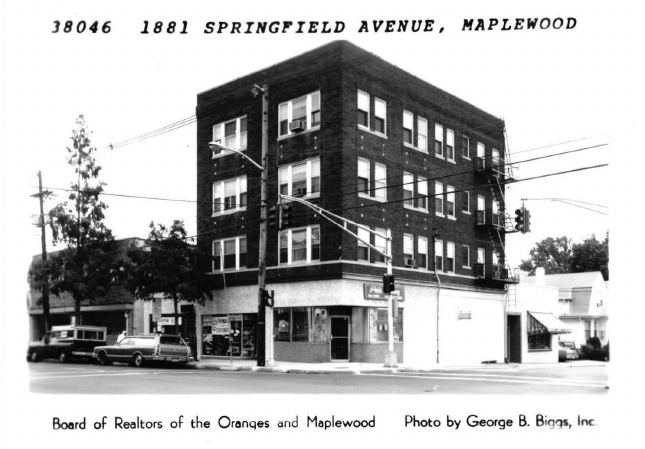 38046 1881 SPRINGFIELD AVENUE, MAPLEWOOD
Board of Realtors of the Oranges and Maplewood Photo by George B. Biggs, Inc.